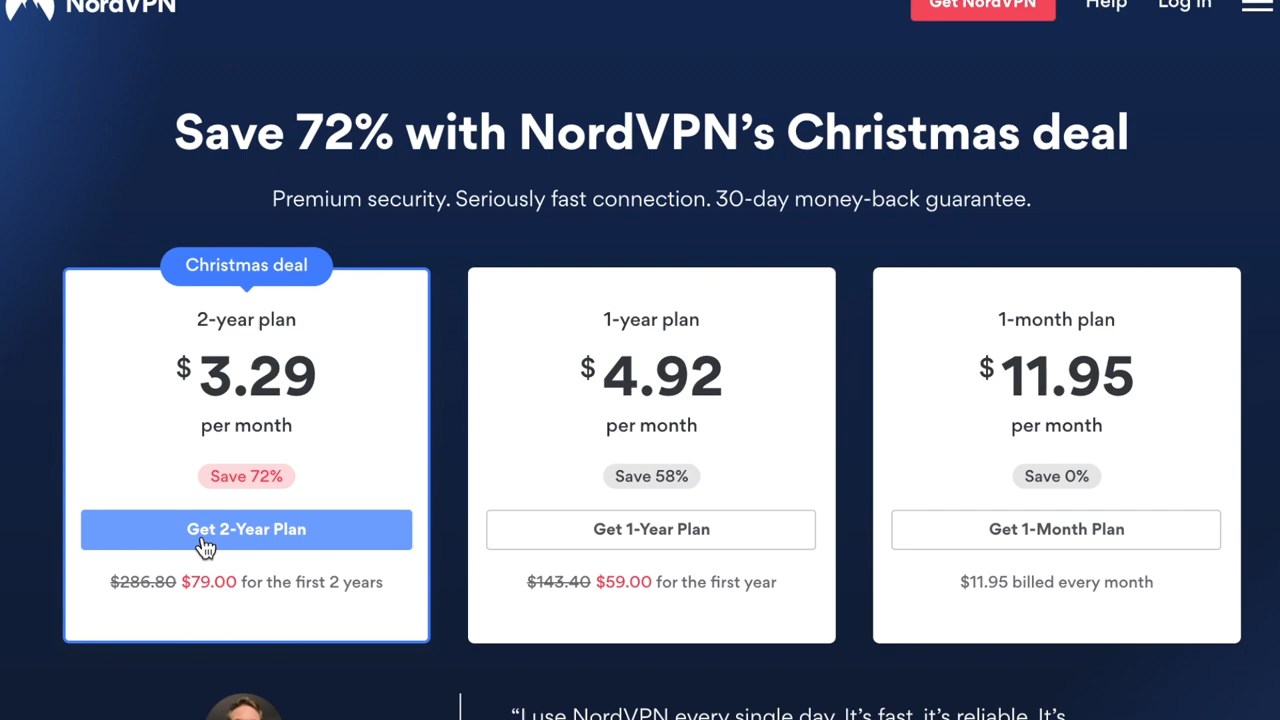 NordVPN
Get NordVPN
Help
Log In
Save 72% with NordVPN’s Christmas deal
Premium security. Seriously fast connection. 30-day money-back guarantee.
Christmas deal
2-year plan
$3.29
per month
Save 72%
Get 2-Year Plan
$286.80 $79.00 for the first 2 years
1-year plan
$4.92
per month
Save 58%
Get 1-Year Plan
$143.40 $59.00 for the first year
1-month plan
$11.95
per month
Save 0%
Get 1-Month Plan
$11.95 billed every month
“I use NordVPN every single day. It’s fast, it’s reliable. It’s